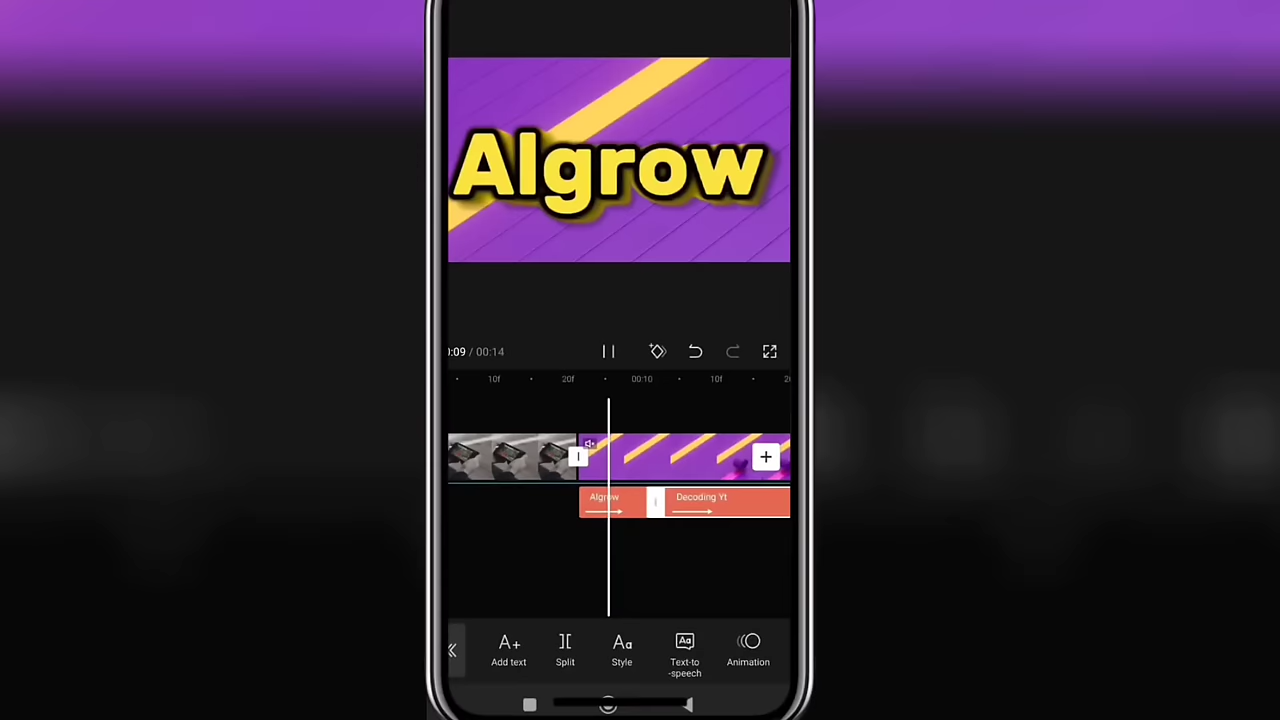 Algrow
:09 / 00:14
10f
20f
00:10
10f
Algrow
Decoding Yt
Add text
Split
Style
Text-to
-speech
Animation